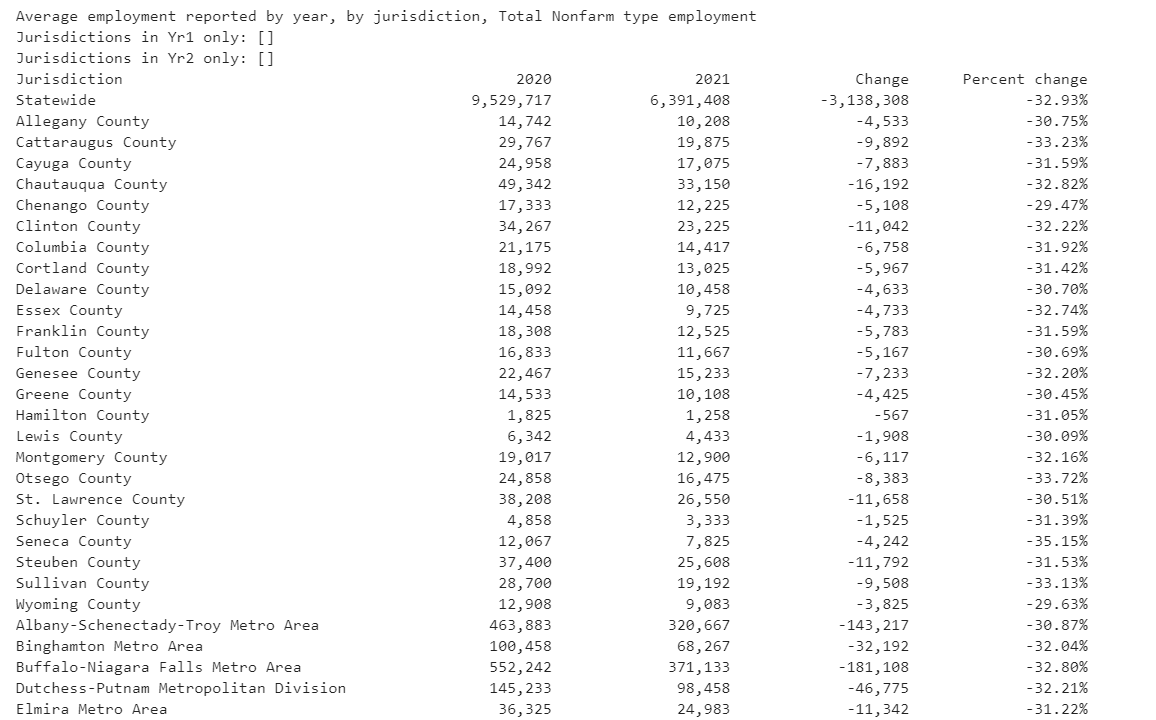 Average employment reported by year, by jurisdiction, Total Nonfarm type employment
Jurisdictions in Yr1 only: []
Jurisdictions in Yr2 only: []
Jurisdiction 2020 2021 Change Percent change
Statewide 9,529,717 6,391,408 -3,138,308 -32.93%
Allegany County 14,742 10,208 -4,533 -30.75%
Cattaraugus County 29,767 19,875 -9,892 -33.23%
Cayuga County 24,958 17,075 -7,883 -31.59%
Chautauqua County 49,342 33,150 -16,192 -32.82%
Chenango County 17,333 12,225 -5,108 -29.47%
Clinton County 34,267 23,225 -11,042 -32.22%
Columbia County 21,175 14,417 -6,758 -31.92%
Cortland County 18,992 13,025 -5,967 -31.42%
Delaware County 15,092 10,458 -4,633 -30.70%
Essex County 14,458 9,725 -4,733 -32.74%
Franklin County 18,308 12,525 -5,783 -31.59%
Fulton County 16,833 11,667 -5,167 -30.69%
Genesee County 22,467 15,233 -7,233 -32.20%
Greene County 14,533 10,108 -4,425 -30.45%
Hamilton County 1,825 1,258 -567 -31.05%
Lewis County 6,342 4,433 -1,908 -30.09%
Montgomery County 19,017 12,900 -6,117 -32.16%
Otsego County 24,858 16,475 -8,383 -33.72%
St. Lawrence County 38,208 26,550 -11,658 -30.51%
Schuyler County 4,858 3,333 -1,525 -31.39%
Seneca County 12,067 7,825 -4,242 -35.15%
Steuben County 37,400 25,608 -11,792 -31.53%
Sullivan County 28,700 19,192 -9,508 -33.13%
Wyoming County 12,908 9,083 -3,825 -29.63%
Albany-Schenectady-Troy Metro Area 463,883 320,667 -143,217 -30.87%
Binghamton Metro Area 100,458 68,267 -32,192 -32.04%
Buffalo-Niagara Falls Metro Area 552,242 371,133 -181,108 -32.80%
Dutchess-Putnam Metropolitan Division 145,233 98,458 -46,775 -32.21%
Elmira Metro Area 36,325 24,983 -11,342 -31.22%